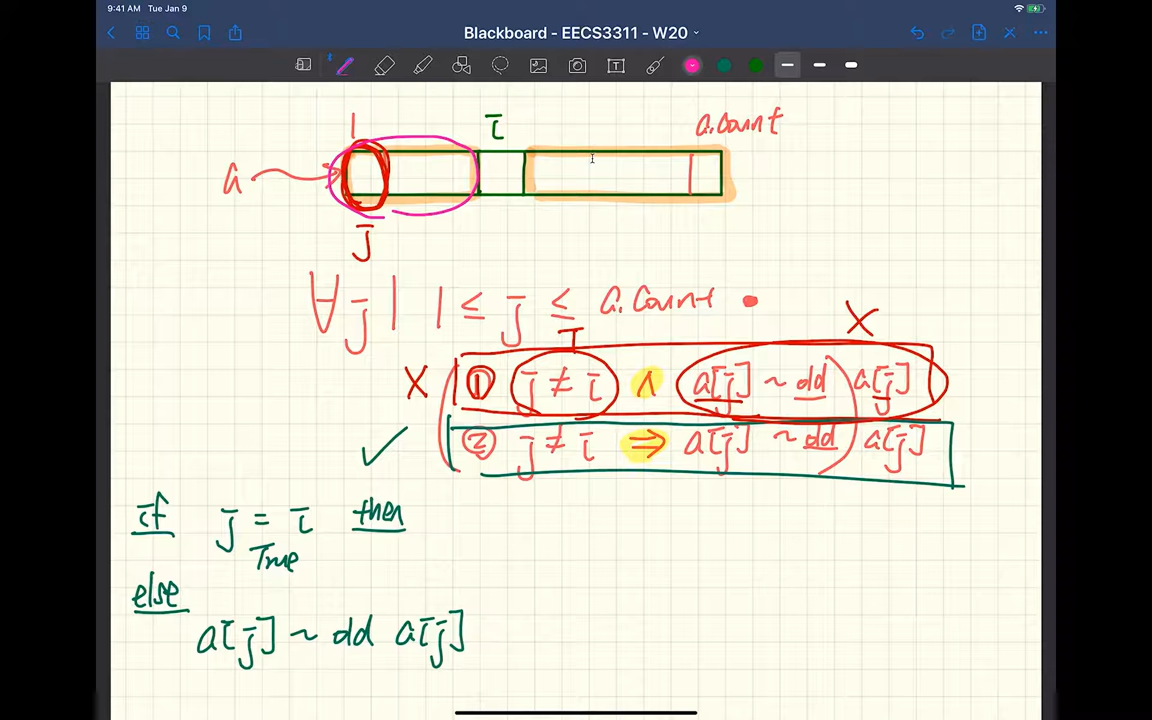 9:41 AM Tue Jan 9
Blackboard - EECS3311 - W20
1 i a.count
a
j
∀j | 1 ≤ j ≤ a.count •
T X
X ① j ≠ i ∧ a[j] ~ old a[j]
✓ ② j ≠ i ⇒ a[j] ~ old a[j]
if j = i then
True
else
a[j] ~ old a[j]